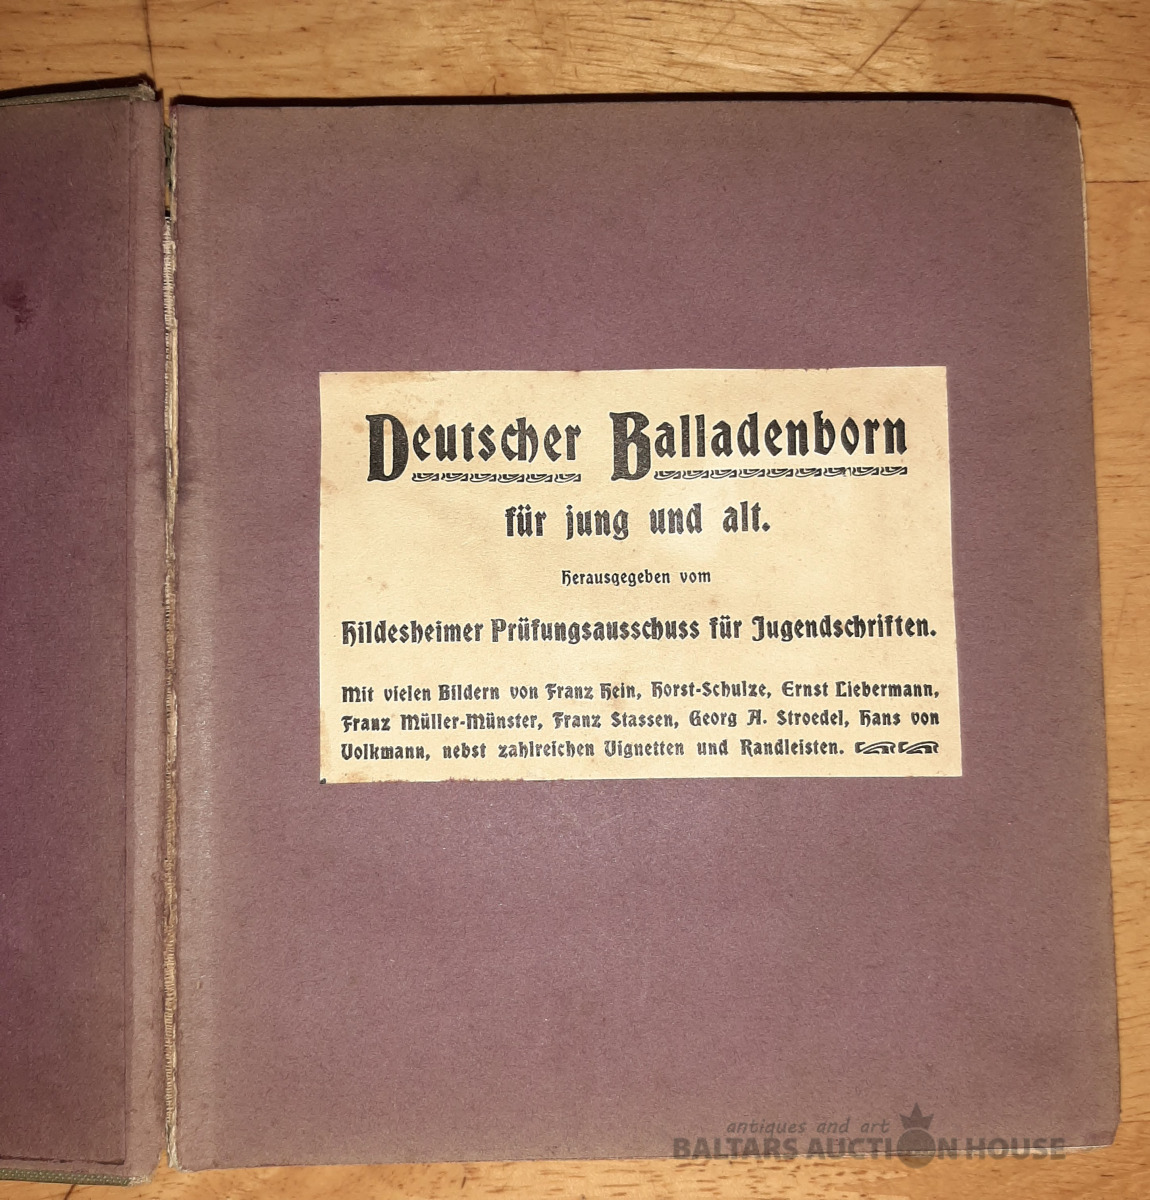 Deutscher Balladenborn
für jung und alt.
Herausgegeben vom
Hildesheimer Prüfungsausschuss für Jugendschriften.
Mit vielen Bildern von Franz Hein, Horst-Schulze, Ernst Liebermann,
Franz Müller-Münster, Franz Stassen, Georg A. Stroedel, Hans von
Volkmann, nebst zahlreichen Vignetten und Randleisten.
antiques and art
BALTARS AUCTION HOUSE